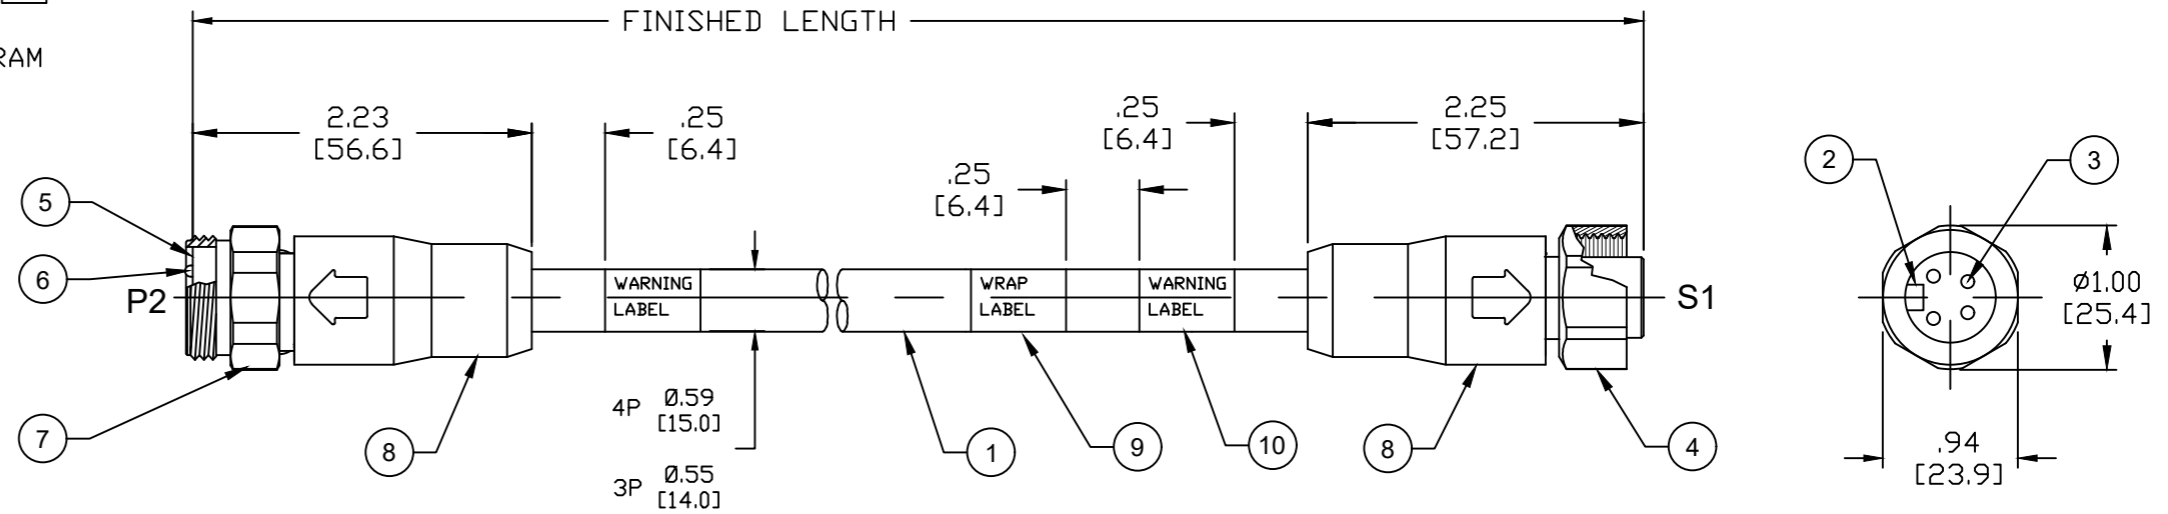 FINISHED LENGTH
RAM
2.23
[56.6]
.25
[6.4]
.25
[6.4]
.25
[6.4]
2.25
[57.2]
2
3
5
6
P2
WARNING
LABEL
WRAP
LABEL
WARNING
LABEL
S1
Ø1.00
[25.4]
4P Ø.59
[15.0]
3P Ø.55
[14.0]
7
8
1
9
10
8
4
.94
[23.9]